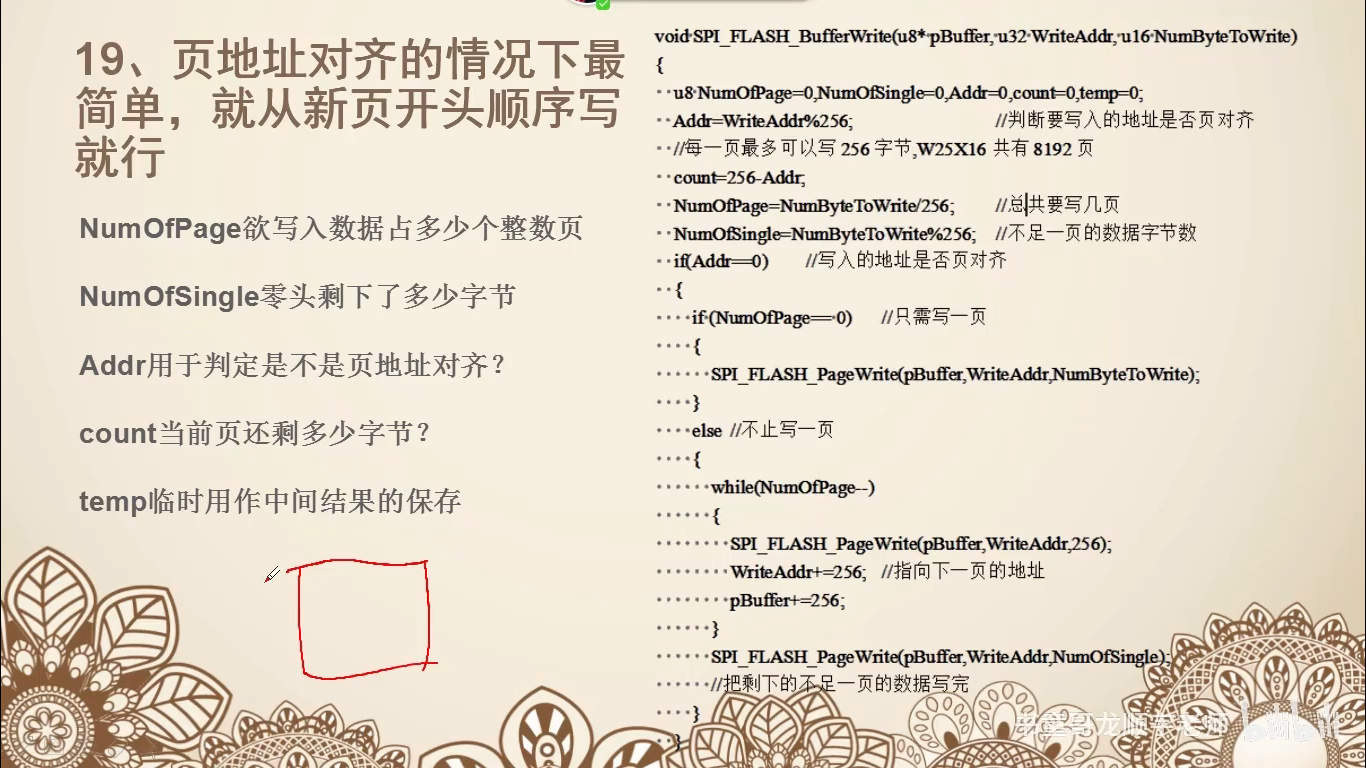 19、页地址对齐的情况下最
简单，就从新页开头顺序写
就行
NumOfPage欲写入数据占多少个整数页
NumOfSingle零头剩下了多少字节
Addr用于判定是不是页地址对齐？
count当前页还剩多少字节？
temp临时用作中间结果的保存
void SPI_FLASH_BufferWrite(u8* pBuffer, u32 WriteAddr, u16 NumByteToWrite)
{
u8 NumOfPage=0,NumOfSingle=0,Addr=0,count=0,temp=0;
Addr=WriteAddr%256; //判断要写入的地址是否页对齐
//每一页最多可以写 256 字节,W25X16 共有 8192 页
count=256-Addr;
NumOfPage=NumByteToWrite/256; //总共要写几页
NumOfSingle=NumByteToWrite%256; //不足一页的数据字节数
if(Addr==0) //写入的地址是否页对齐
{
if (NumOfPage== 0) //只需写一页
{
SPI_FLASH_PageWrite(pBuffer,WriteAddr,NumByteToWrite);
}
else //不止写一页
{
while(NumOfPage--)
{
SPI_FLASH_PageWrite(pBuffer,WriteAddr,256);
WriteAddr+=256; //指向下一页的地址
pBuffer+=256;
}
SPI_FLASH_PageWrite(pBuffer,WriteAddr,NumOfSingle);
//把剩下的不足一页的数据写完
}
}
bilibili